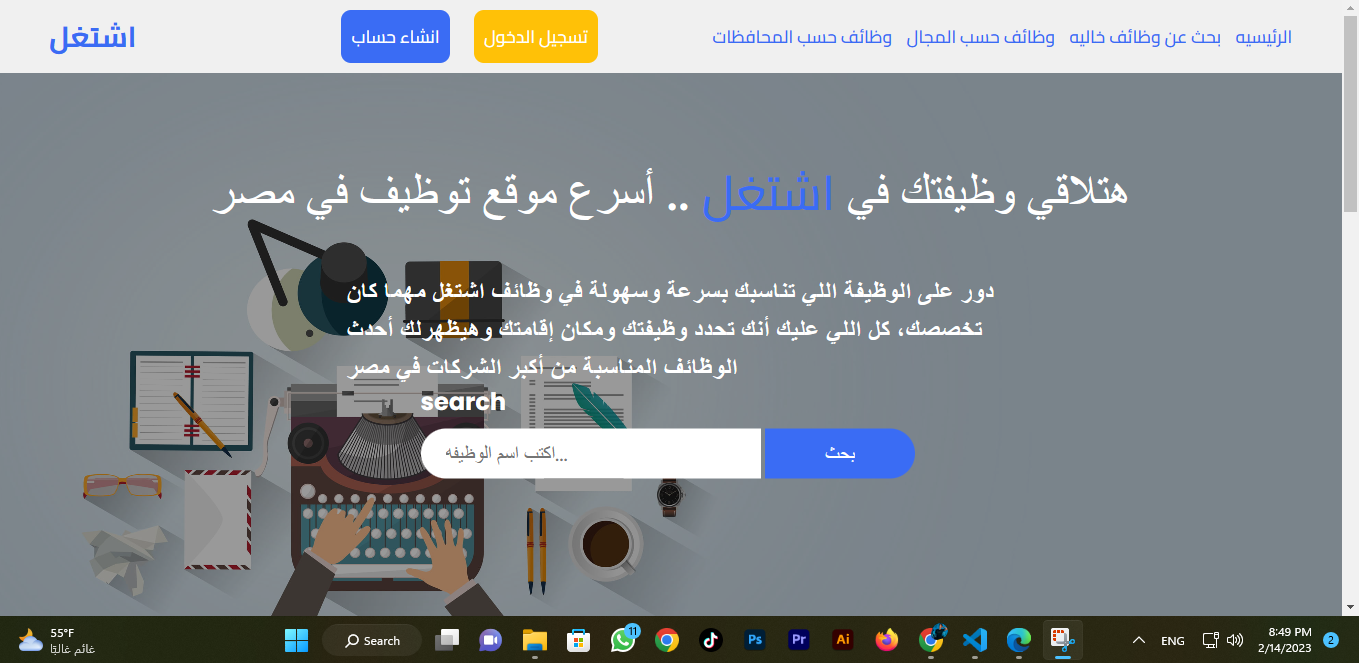 الرئيسيه بحث عن وظائف خاليه وظائف حسب المجال وظائف حسب المحافظات تسجيل الدخول انشاء حساب اشتغل
هتلاقي وظيفتك في اشتغل .. أسرع موقع توظيف في مصر
دور على الوظيفة اللي تناسبك بسرعة وسهولة في وظائف اشتغل مهما كان
تخصصك، كل اللي عليك أنك تحدد وظيفتك ومكان إقامتك وهيظهرلك أحدث
الوظائف المناسبة من أكبر الشركات في مصر
search
اكتب اسم الوظيفه... بحث
55°F
غائم غالبًا
Search
11
Ps
Pr
Ai
ENG
8:49 PM
2/14/2023
2